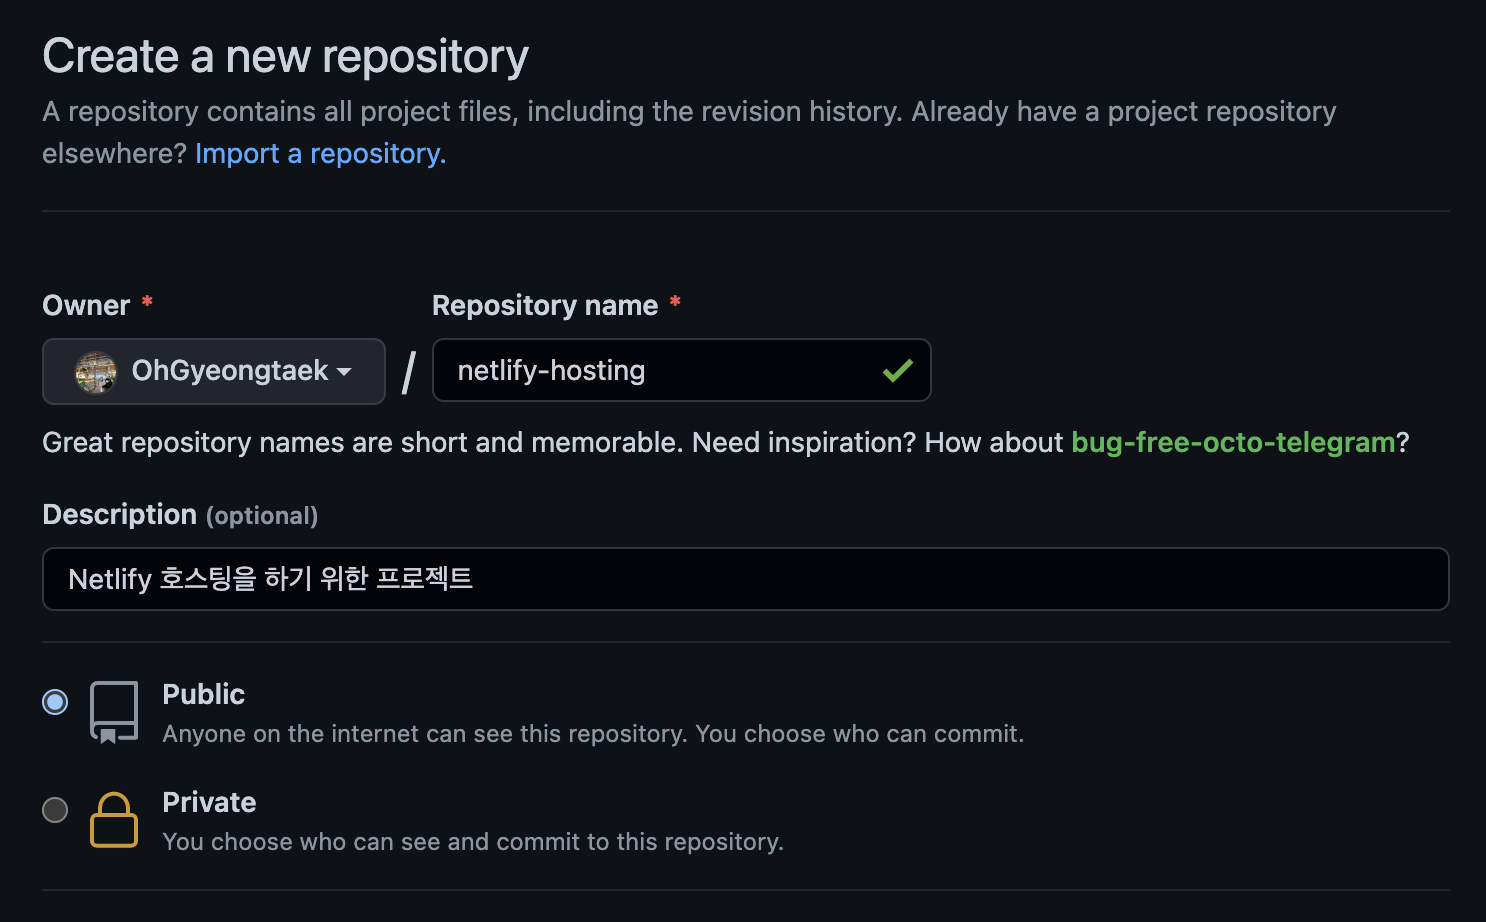 Create a new repository
A repository contains all project files, including the revision history. Already have a project repository
elsewhere? Import a repository.
Owner *
Repository name *
OhGyeongtaek
/
netlify-hosting
Great repository names are short and memorable. Need inspiration? How about bug-free-octo-telegram?
Description (optional)
Netlify 호스팅을 하기 위한 프로젝트
Public
Anyone on the internet can see this repository. You choose who can commit.
Private
You choose who can see and commit to this repository.